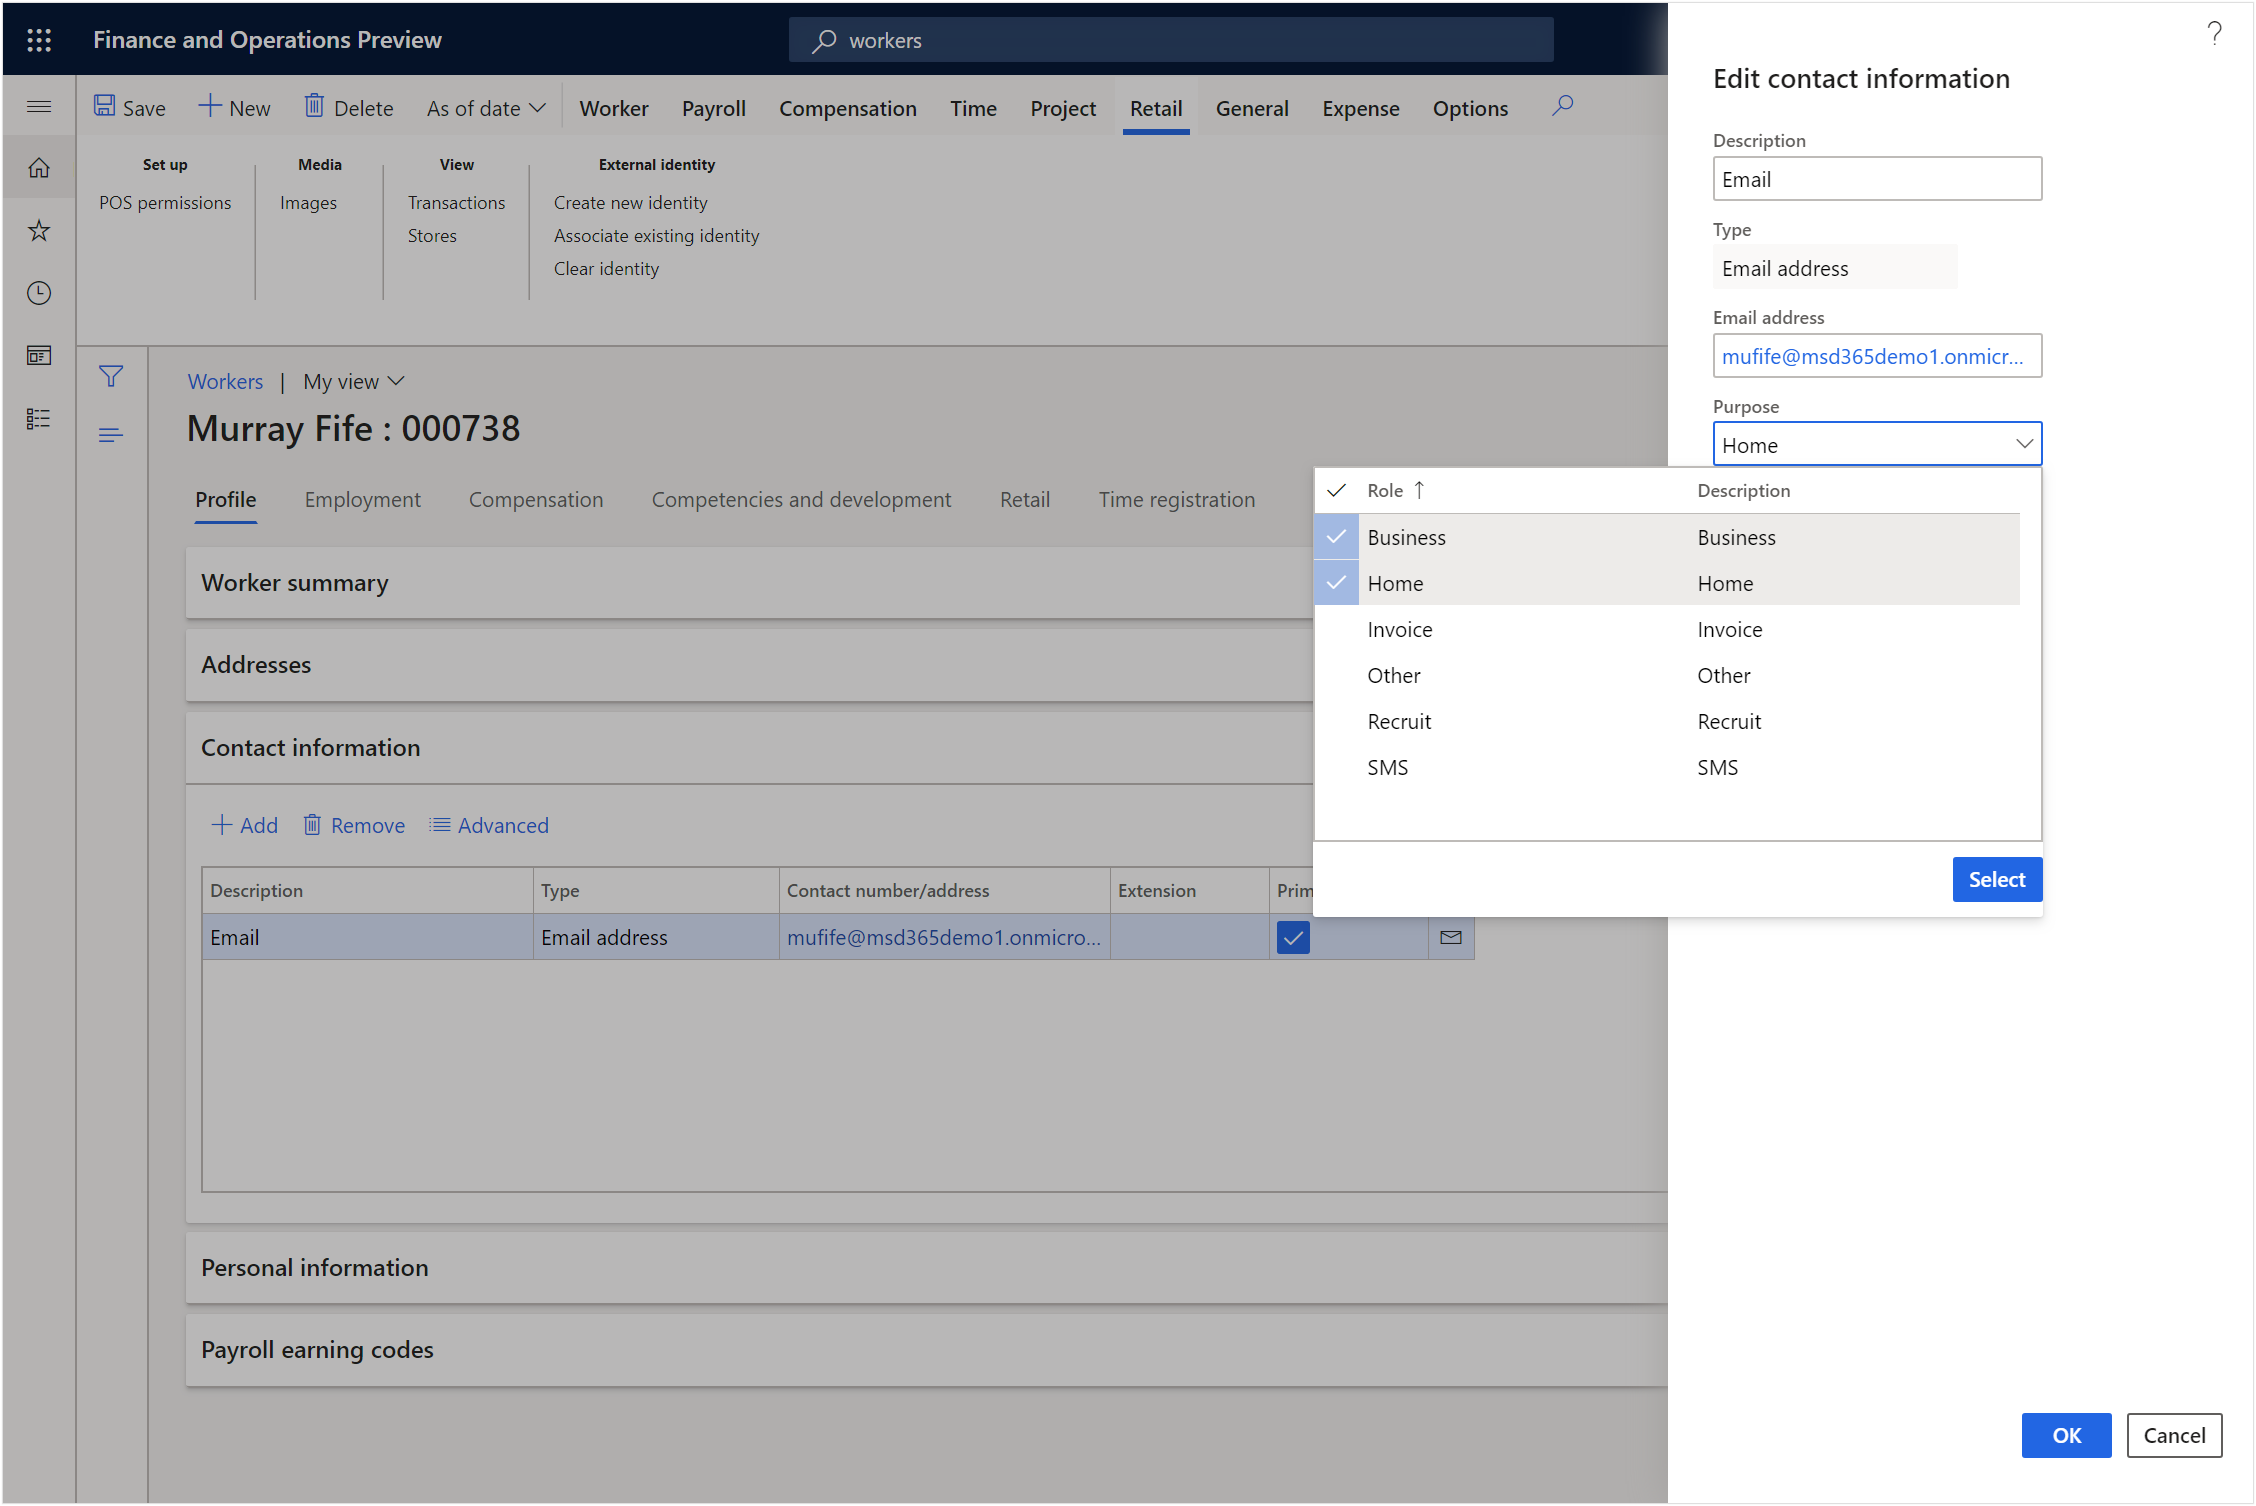 Finance and Operations Preview
workers
?
Save New Delete As of date Worker Payroll Compensation Time Project Retail General Expense Options
Set up Media View External identity
POS permissions Images Transactions Create new identity
Stores Associate existing identity
Clear identity
Workers | My view
Murray Fife : 000738
Profile Employment Compensation Competencies and development Retail Time registration
Worker summary
Addresses
Contact information
Add Remove Advanced
Description Type Contact number/address Extension Prim
Email Email address mufife@msd365demo1.onmicro...
Personal information
Payroll earning codes
Edit contact information
Description
Email
Type
Email address
Email address
mufife@msd365demo1.onmicr...
Purpose
Home
Role ↑ Description
Business Business
Home Home
Invoice Invoice
Other Other
Recruit Recruit
SMS SMS
Select
OK Cancel